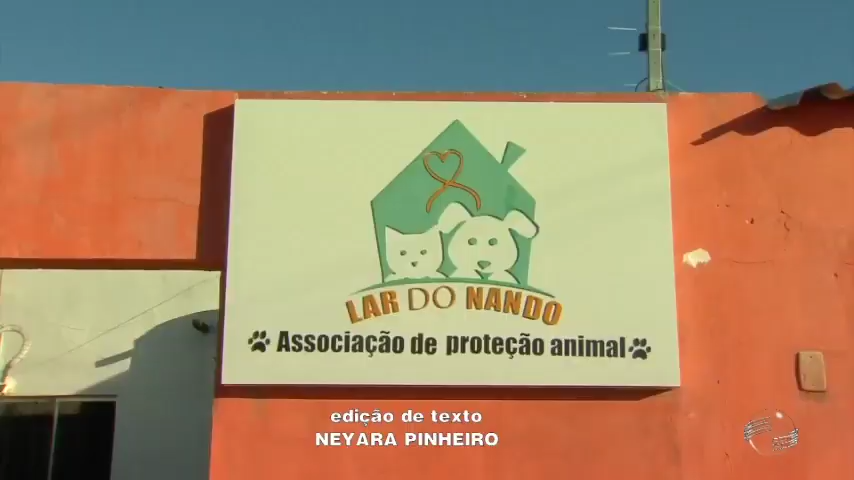 LAR DO NANDO
Associação de proteção animal
edição de texto
NEYARA PINHEIRO